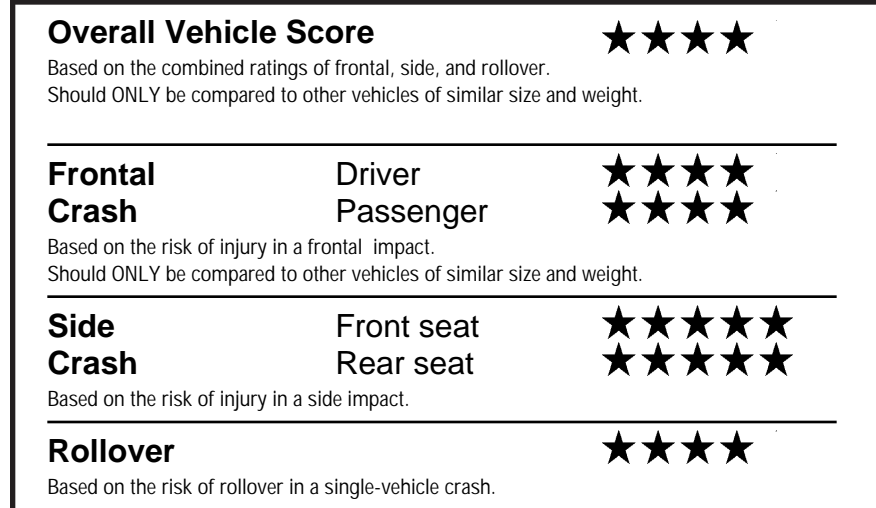 Overall Vehicle Score ★★★★
Based on the combined ratings of frontal, side, and rollover.
Should ONLY be compared to other vehicles of similar size and weight.
Frontal Driver ★★★★
Crash Passenger ★★★★
Based on the risk of injury in a frontal impact.
Should ONLY be compared to other vehicles of similar size and weight.
Side Front seat ★★★★★
Crash Rear seat ★★★★★
Based on the risk of injury in a side impact.
Rollover ★★★★
Based on the risk of rollover in a single-vehicle crash.